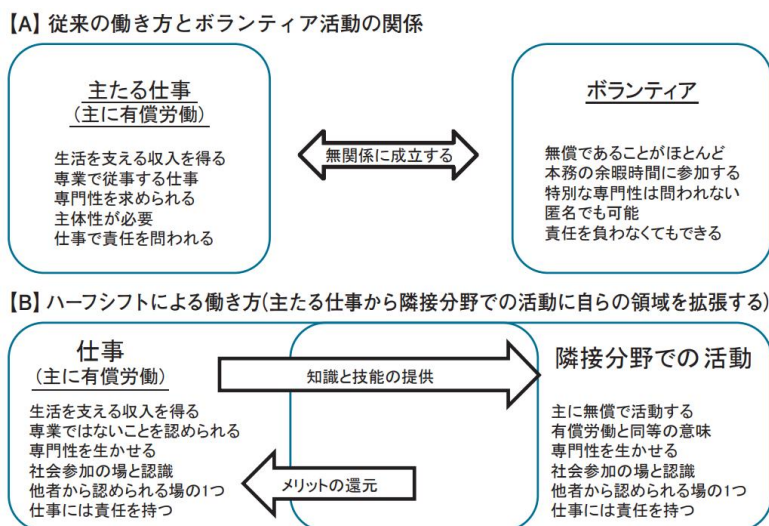 【A】従来の働き方とボランティア活動の関係
主たる仕事
(主に有償労働)
生活を支える収入を得る
専業で従事する仕事
専門性を求められる
主体性が必要
仕事で責任を問われる
無関係に成立する
ボランティア
無償であることがほとんど
本務の余暇時間に参加する
特別な専門性は問われない
匿名でも可能
責任を負わなくてもできる
【B】ハーフシフトによる働き方(主たる仕事から隣接分野での活動に自らの領域を拡張する)
仕事
(主に有償労働)
生活を支える収入を得る
専業ではないことを認められる
専門性を生かせる
社会参加の場と認識
他者から認められる場の1つ
仕事には責任を持つ
知識と技能の提供
メリットの還元
隣接分野での活動
主に無償で活動する
有償労働と同等の意味
専門性を生かせる
社会参加の場と認識
他者から認められる場の1つ
仕事には責任を持つ